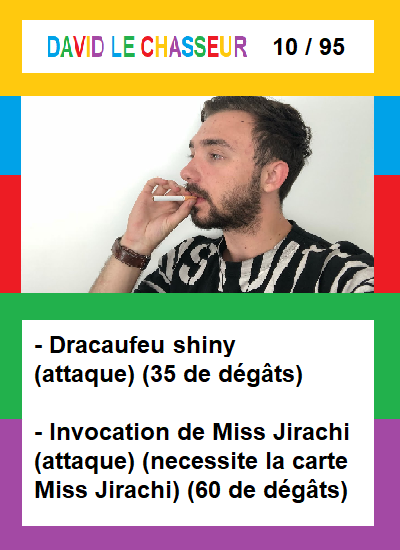 DAVID LE CHASSEUR 10 / 95
- Dracaufeu shiny
(attaque) (35 de dégâts)
- Invocation de Miss Jirachi
(attaque) (necessite la carte
Miss Jirachi) (60 de dégâts)